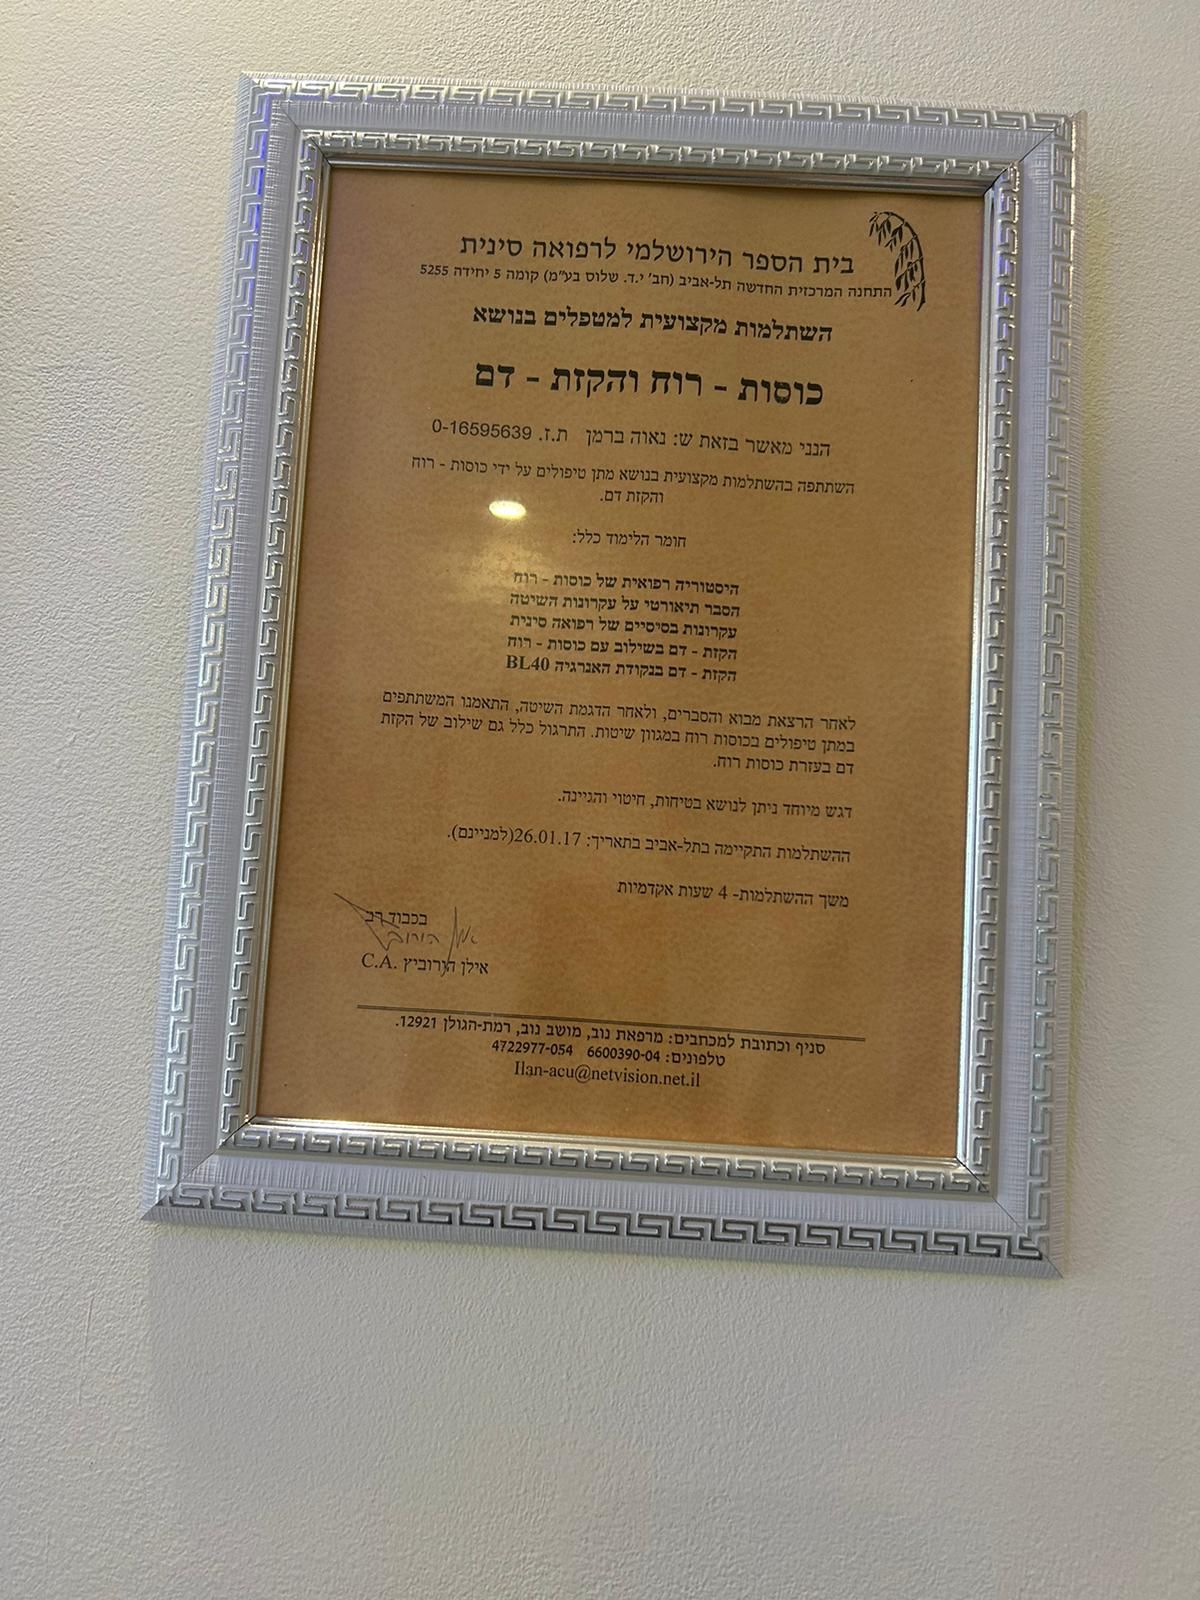 בית הספר הירושלמי לרפואה סינית
התחנה המרכזית החדשה תל-אביב (חב' י.ד. שלוס בע"מ) קומה 5 יחידה 5255
השתלמות מקצועית למטפלים בנושא
כוסות - רוח והקזת - דם
הנני מאשר בזאת ש: נאוה ברמן ת.ז. 0-16595639
השתתפה בהשתלמות מקצועית בנושא מתן טיפולים על ידי כוסות - רוח
והקזת דם.
חומר הלימוד כלל:
היסטוריה רפואית של כוסות - רוח
הסבר תיאורטי על עקרונות השיטה
עקרונות בסיסיים של רפואה סינית
הקזת - דם בשילוב עם כוסות - רוח
הקזת - דם בנקודת האנרגיה BL40
לאחר הרצאת מבוא והסברים, ולאחר הדגמת השיטה, התאמנו המשתתפים
במתן טיפולים בכוסות רוח במגוון שיטות. התרגול כלל גם שילוב של הקזת
דם בעזרת כוסות רוח.
דגש מיוחד ניתן לנושא בטיחות, חיטוי והגיינה.
ההשתלמות התקיימה בתל-אביב בתאריך: 26.01.17(למניינם).
משך ההשתלמות- 4 שעות אקדמיות
בכבוד רב
אילן הורוביץ
אילן הורוביץ C.A.
סניף וכתובת למכתבים: מרפאת נוב, מושב נוב, רמת-הגולן 12921.
טלפונים: 6600390-04 4722977-054
Ilan-acu@netvision.net.il